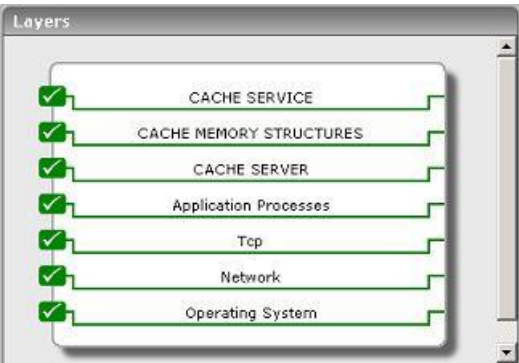 Layers
CACHE SERVICE
CACHE MEMORY STRUCTURES
CACHE SERVER
Application Processes
Tcp
Network
Operating System